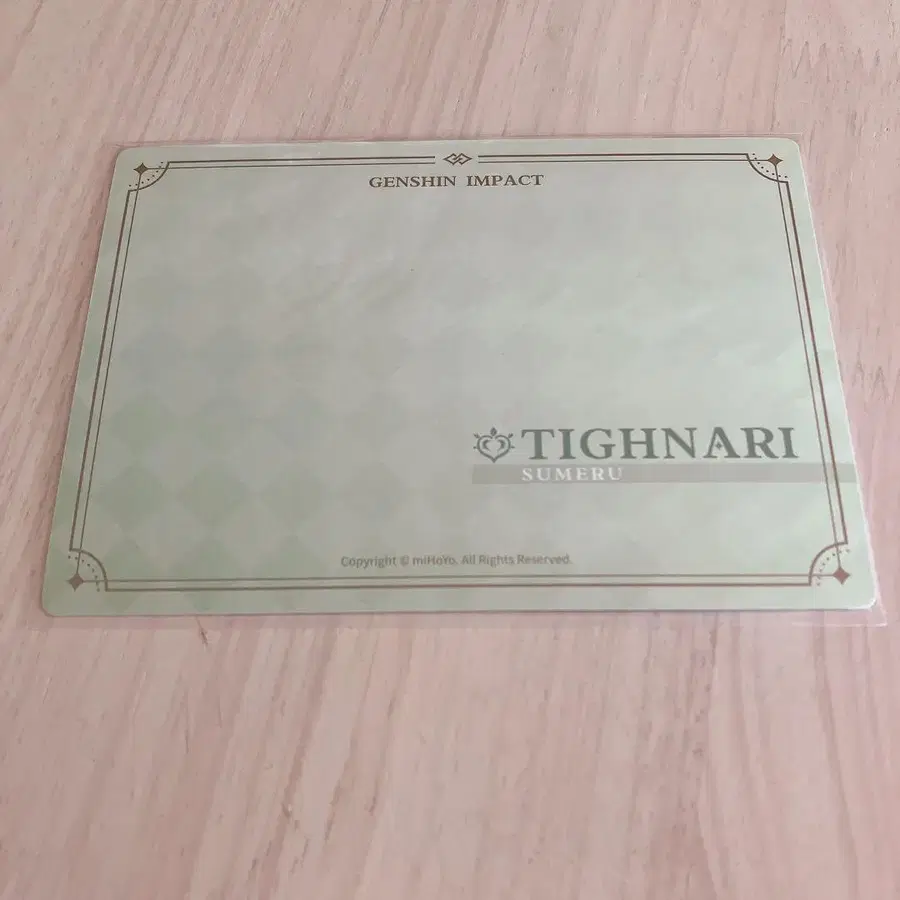 GENSHIN IMPACT
TIGHNARI
SUMERU
Copyright © miHoYo. All Rights Reserved.